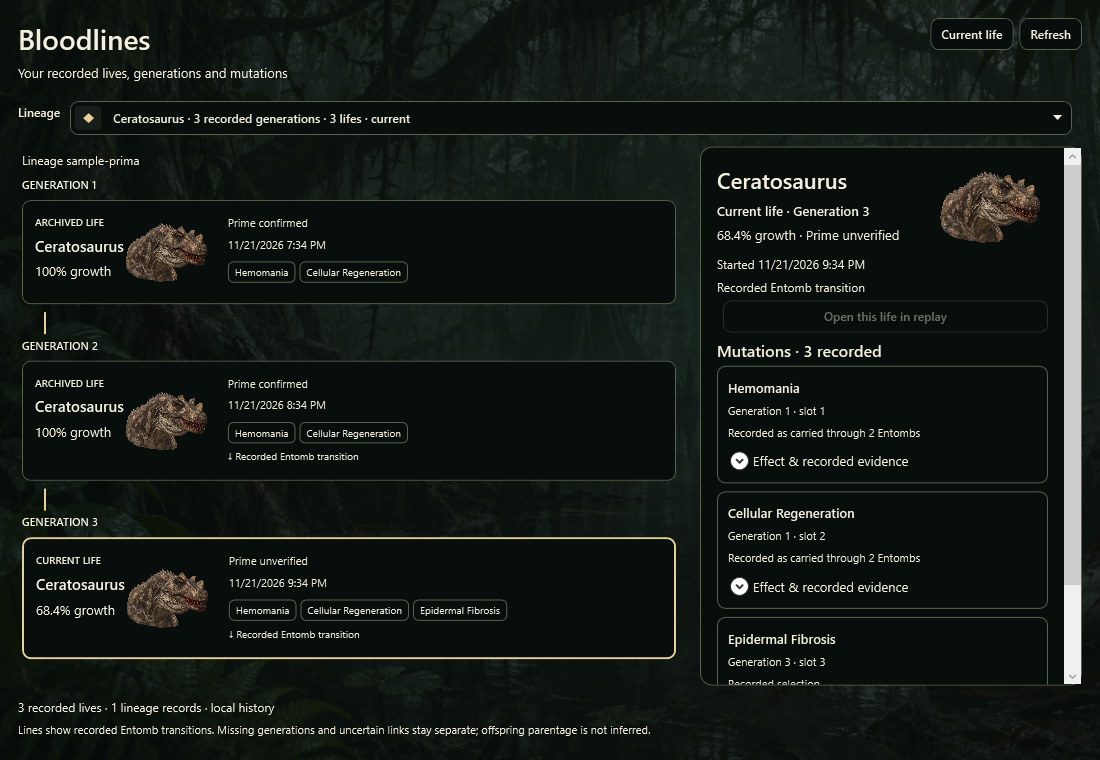 Bloodlines
Your recorded lives, generations and mutations
Current life
Refresh
Lineage
Ceratosaurus · 3 recorded generations · 3 lifes · current
Lineage sample-prima
GENERATION 1
ARCHIVED LIFE
Ceratosaurus
100% growth
Prime confirmed
11/21/2026 7:34 PM
Hemomania
Cellular Regeneration
GENERATION 2
ARCHIVED LIFE
Ceratosaurus
100% growth
Prime confirmed
11/21/2026 8:34 PM
Hemomania
Cellular Regeneration
↓ Recorded Entomb transition
GENERATION 3
CURRENT LIFE
Ceratosaurus
68.4% growth
Prime unverified
11/21/2026 9:34 PM
Hemomania
Cellular Regeneration
Epidermal Fibrosis
↓ Recorded Entomb transition
Ceratosaurus
Current life · Generation 3
68.4% growth · Prime unverified
Started 11/21/2026 9:34 PM
Recorded Entomb transition
Open this life in replay
Mutations · 3 recorded
Hemomania
Generation 1 · slot 1
Recorded as carried through 2 Entombs
Effect & recorded evidence
Cellular Regeneration
Generation 1 · slot 2
Recorded as carried through 2 Entombs
Effect & recorded evidence
Epidermal Fibrosis
Generation 3 · slot 3
Recorded selection
3 recorded lives · 1 lineage records · local history
Lines show recorded Entomb transitions. Missing generations and uncertain links stay separate; offspring parentage is not inferred.